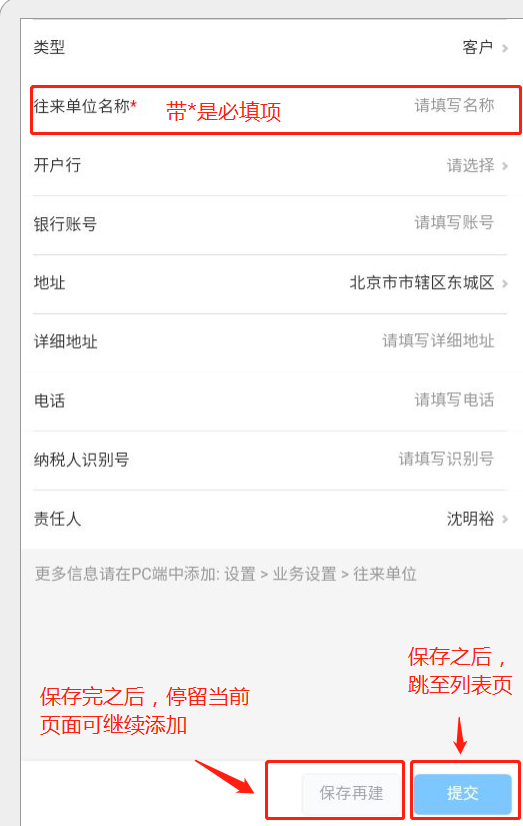 类型 客户 >
往来单位名称* 带*是必填项 请填写名称
开户行 请选择 >
银行账号 请填写账号
地址 北京市市辖区东城区 >
详细地址 请填写详细地址
电话 请填写电话
纳税人识别号 请填写识别号
责任人 沈明裕 >
更多信息请在PC端中添加: 设置 > 业务设置 > 往来单位
保存之后，
跳至列表页
保存完之后，停留当前
页面可继续添加
保存再建 提交